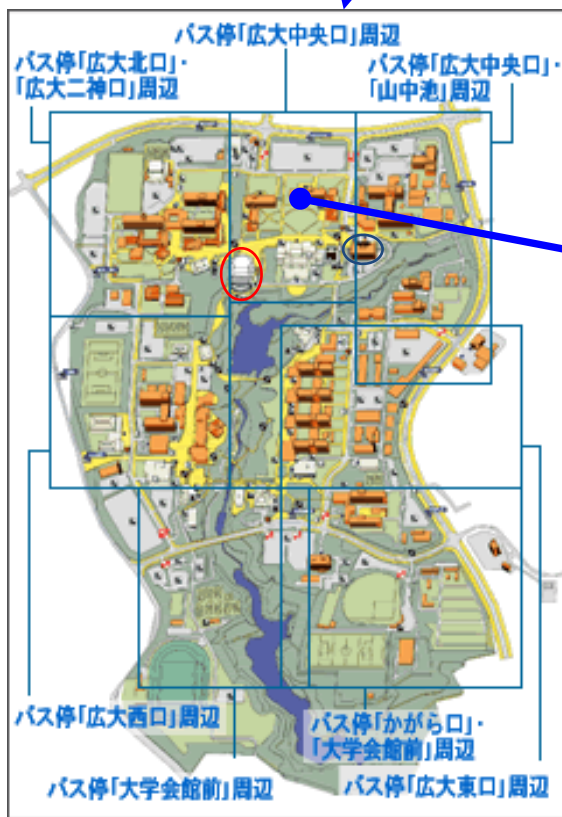 バス停「広大中央口」周辺
バス停「広大北口」・
「広大二神口」周辺
バス停「広大中央口」・
「山中池」周辺
バス停「広大西口」周辺
バス停「かがら口」・
「大学会館前」周辺
バス停「大学会館前」周辺
バス停「広大東口」周辺